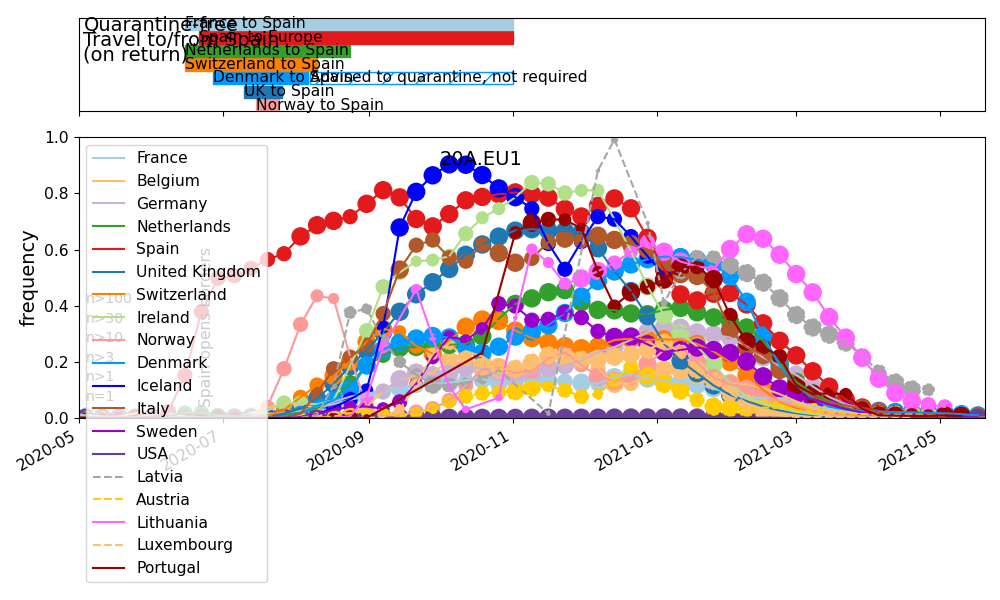 Quarantine-free
Travel to/from Spain
(on return)
France to Spain
Spain to Europe
Netherlands to Spain
Switzerland to Spain
Denmark to Spain
Advised to quarantine, not required
UK to Spain
Norway to Spain
20A.EU1
frequency
1.0
0.8
0.6
0.4
0.2
0.0
France
Belgium
Germany
Netherlands
Spain
United Kingdom
Switzerland
Ireland
Norway
Denmark
Iceland
Italy
Sweden
USA
Latvia
Austria
Lithuania
Luxembourg
Portugal
n>100
n>30
n>10
n>3
n>1
n=1
Spain opens borders
2020-05
2020-07
2020-09
2020-11
2021-01
2021-03
2021-05